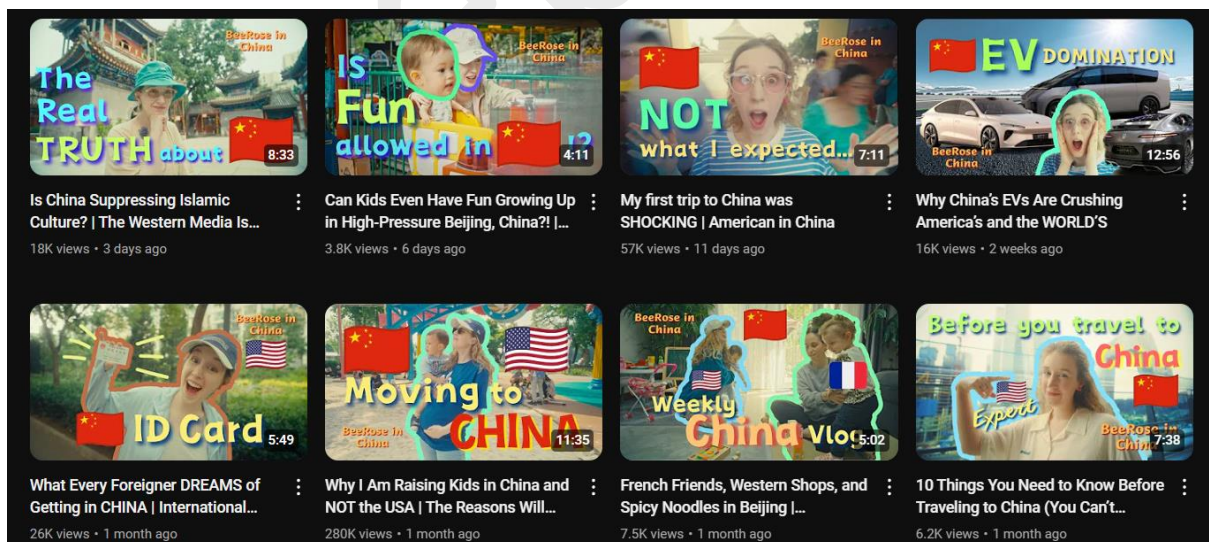 BeeRose in
China
The
Real
TRUTH about
8:33
BeeRose in
China
Is
Fun
allowed in !?
4:11
BeeRose in
China
NOT
what I expected...
7:11
EV DOMINATION
BeeRose in
China
12:56
Is China Suppressing Islamic
Culture? | The Western Media Is...
18K views • 3 days ago
Can Kids Even Have Fun Growing Up
in High-Pressure Beijing, China?! |...
3.8K views • 6 days ago
My first trip to China was
SHOCKING | American in China
57K views • 11 days ago
Why China's EVs Are Crushing
America's and the WORLD'S
16K views • 2 weeks ago
BeeRose in
China
ID Card
5:49
Moving to
CHINA
BeeRose in
China
11:35
BeeRose in
China
Weekly
China Vlog
5:02
Before you travel to
China
Expert
BeeRose in
China
7:38
What Every Foreigner DREAMS of
Getting in CHINA | International...
26K views • 1 month ago
Why I Am Raising Kids in China and
NOT the USA | The Reasons Will...
280K views • 1 month ago
French Friends, Western Shops, and
Spicy Noodles in Beijing |...
7.5K views • 1 month ago
10 Things You Need to Know Before
Traveling to China (You Can't...
6.2K views • 1 month ago